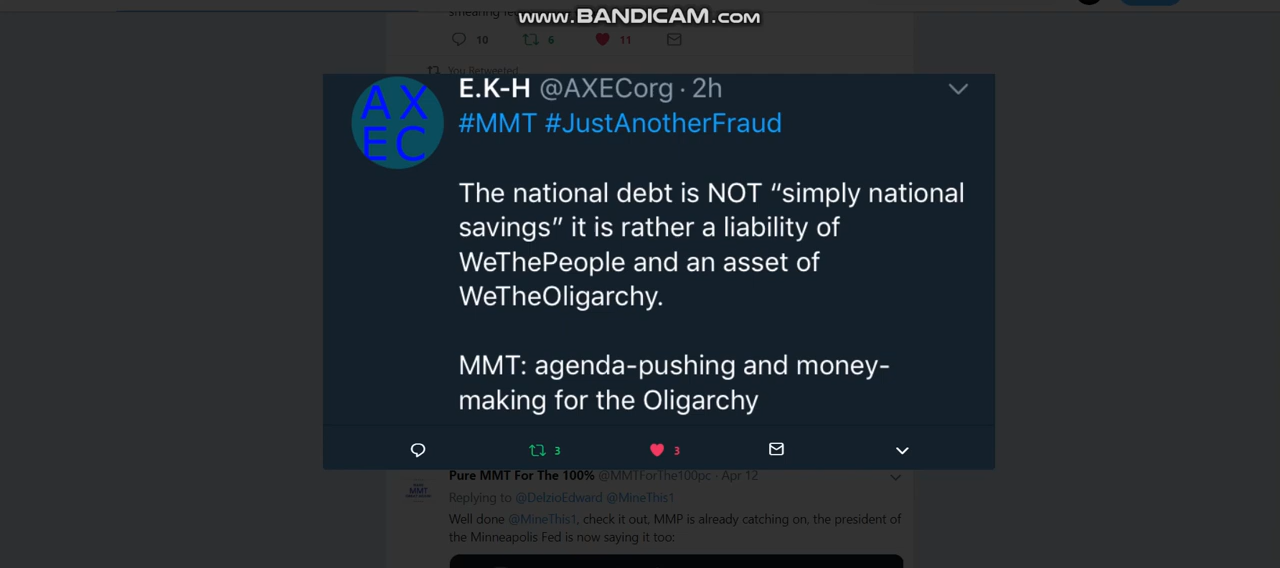 www.BANDICAM.com
10
6
11
You Retweeted
E.K-H @AXECorg · 2h
AX
EC
#MMT #JustAnotherFraud
The national debt is NOT “simply national
savings” it is rather a liability of
WeThePeople and an asset of
WeTheOligarchy.
MMT: agenda-pushing and money-
making for the Oligarchy
3
3
Pure MMT For The 100% @MMTForThe100pc · Apr 12
MMT
Replying to @DelzioEdward @MineThis1
Well done @MineThis1, check it out, MMP is already catching on, the president of
the Minneapolis Fed is now saying it too: